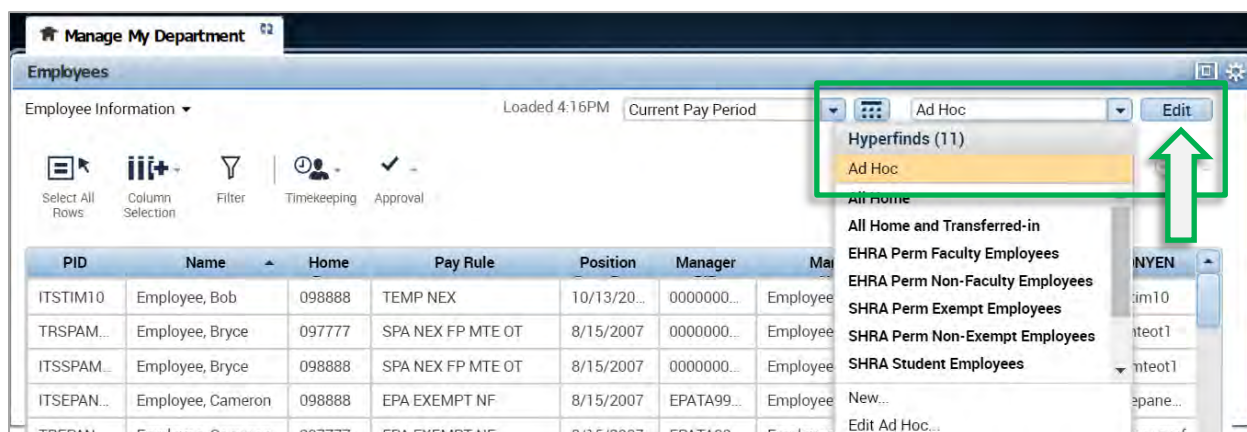 Manage My Department
Employees
Employee Information
Loaded 4:16PM
Current Pay Period
Ad Hoc
Edit
Hyperfinds (11)
Ad Hoc
All Home
All Home and Transferred-in
EHRA Perm Faculty Employees
EHRA Perm Non-Faculty Employees
SHRA Perm Exempt Employees
SHRA Perm Non-Exempt Employees
SHRA Student Employees
New...
Edit Ad Hoc...
Select All Rows
Column Selection
Filter
Timekeeping
Approval
PID Name Home Pay Rule Position Manager Ma NYEN
ITSTIM10 Employee, Bob 098888 TEMP NEX 10/13/20... 0000000... Employee im10
TRSPAM... Employee, Bryce 097777 SPA NEX FP MTE OT 8/15/2007 0000000... Employee teot1
ITSSPAM... Employee, Bryce 098888 SPA NEX FP MTE OT 8/15/2007 0000000... Employee mteot1
ITSEPAN... Employee, Cameron 098888 EPA EXEMPT NF 8/15/2007 EPATA99... Employee epane...